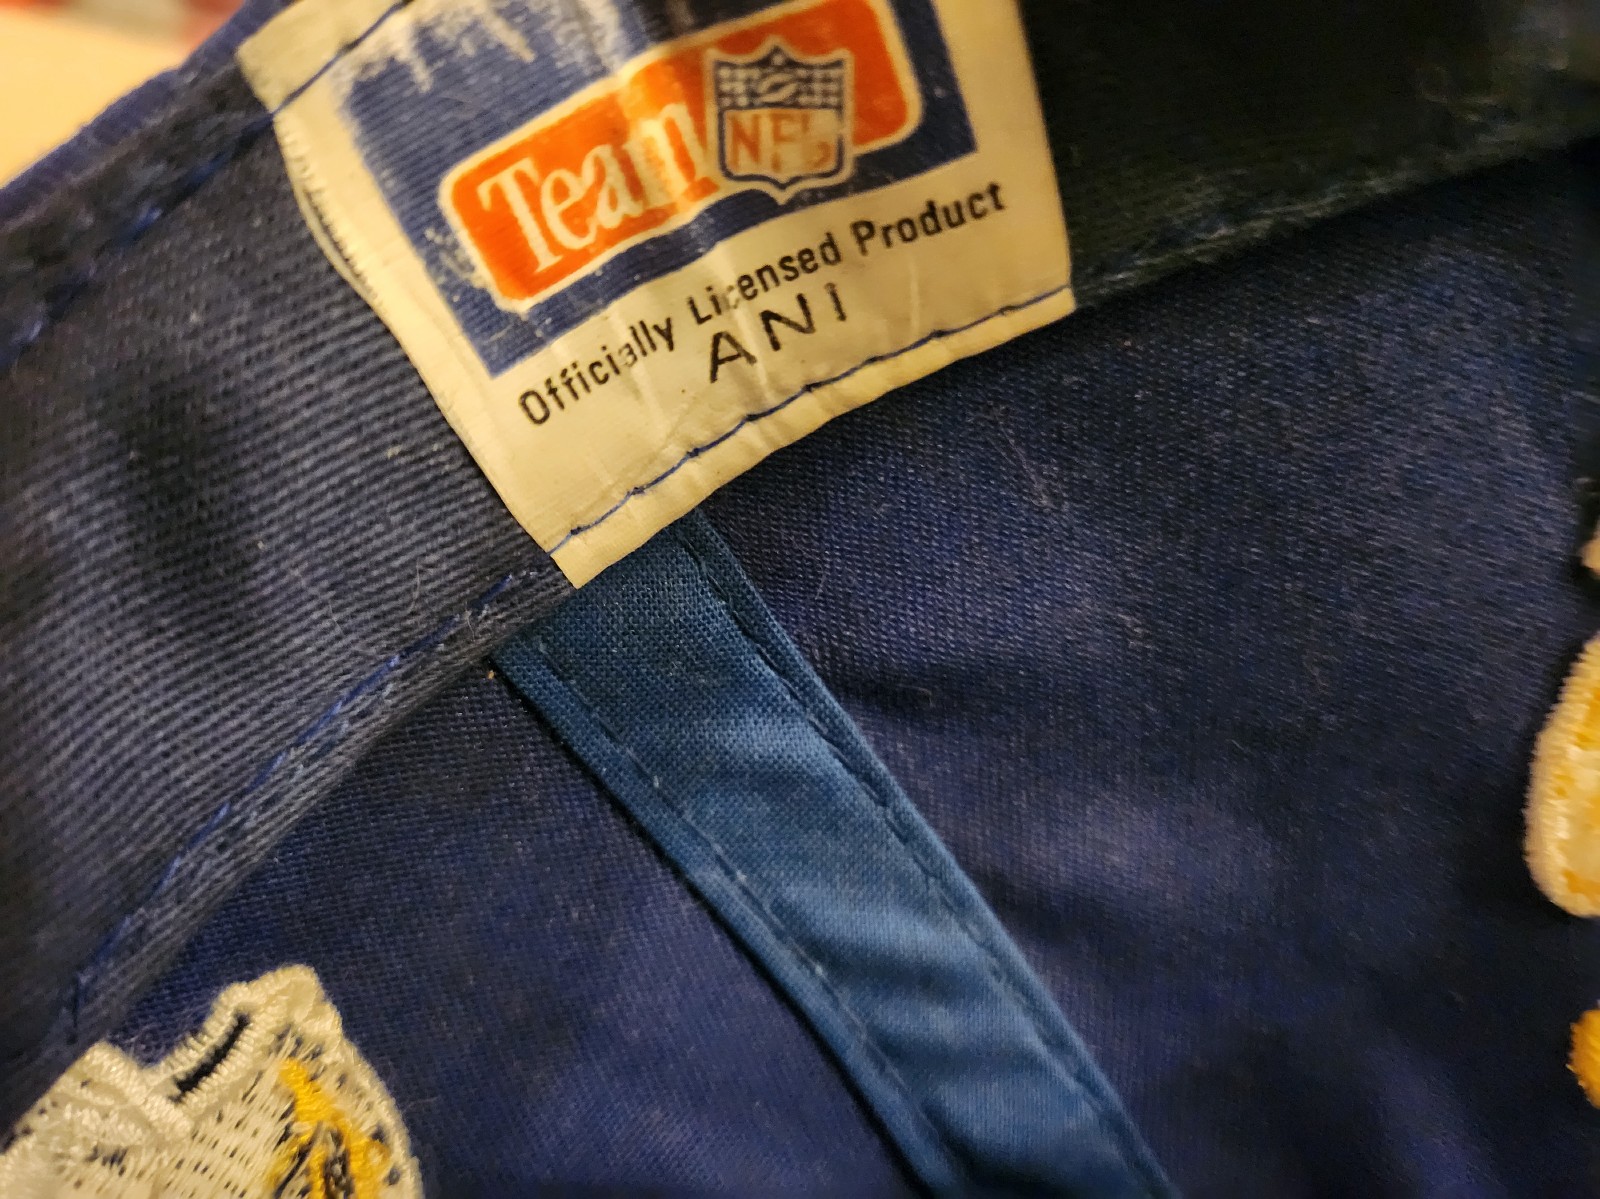 Team NFL
Officially Licensed Product
ANI